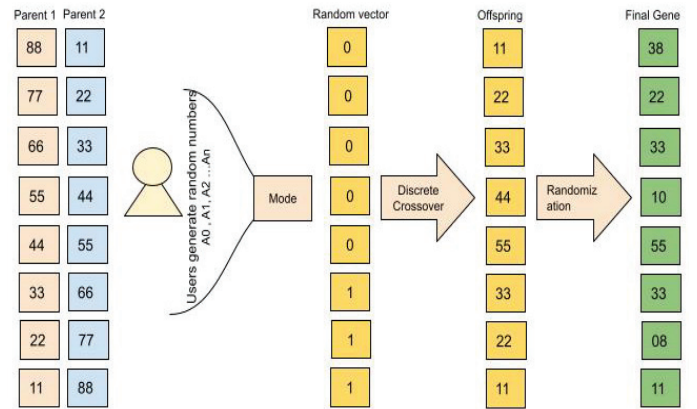 Parent 1 Parent 2 Random vector Offspring Final Gene
88 11 0 11 38
77 22 0 22 22
66 33 0 33 33
55 44 0 44 10
44 55 0 55 55
33 66 1 33 33
22 77 1 22 08
11 88 1 11 11
Users generate random numbers
A0 , A1, A2 ...An
Mode
Discrete
Crossover
Randomiz
ation